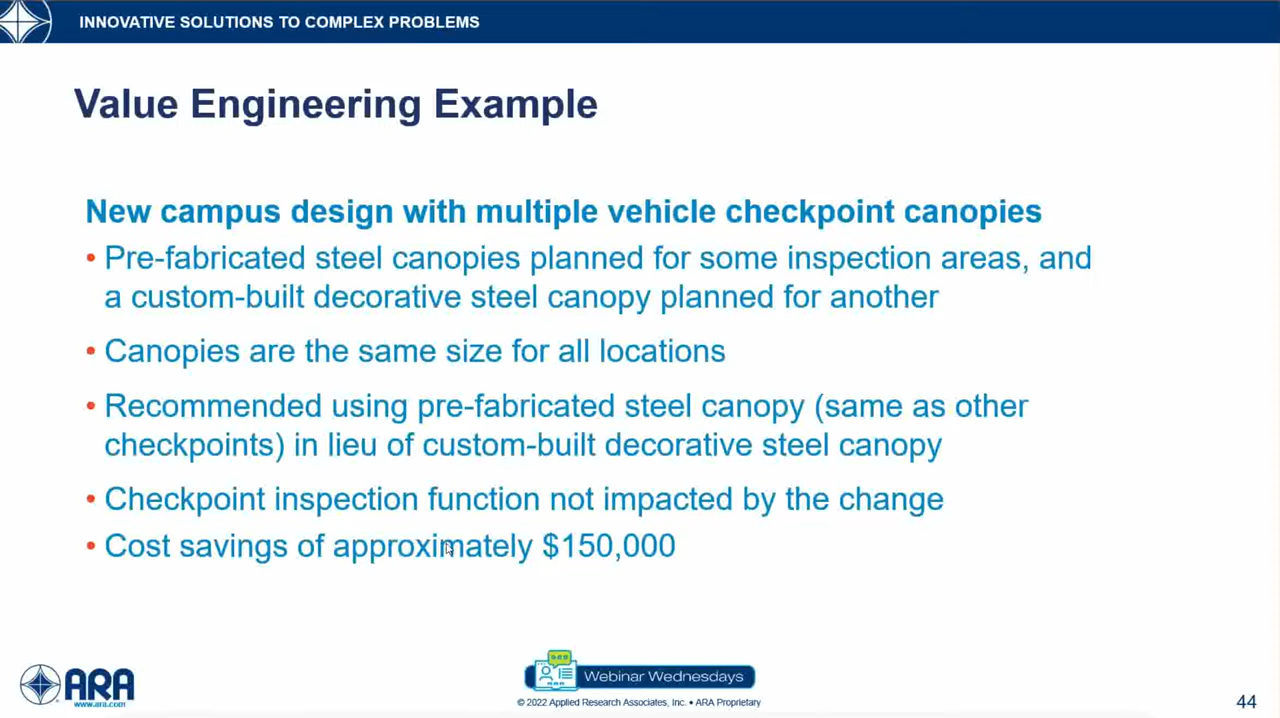 INNOVATIVE SOLUTIONS TO COMPLEX PROBLEMS
Value Engineering Example
New campus design with multiple vehicle checkpoint canopies
• Pre-fabricated steel canopies planned for some inspection areas, and
a custom-built decorative steel canopy planned for another
• Canopies are the same size for all locations
• Recommended using pre-fabricated steel canopy (same as other
checkpoints) in lieu of custom-built decorative steel canopy
• Checkpoint inspection function not impacted by the change
• Cost savings of approximately $150,000
ARA
www.ara.com
Webinar Wednesdays
© 2022 Applied Research Associates, Inc. • ARA Proprietary
44